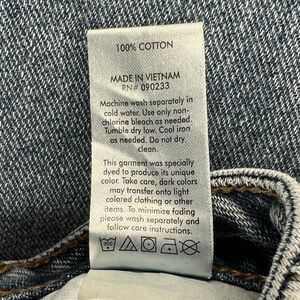 100% COTTON
MADE IN VIETNAM
RN# 090233
Machine wash separately in
cold water. Use only non-
chlorine bleach as needed.
Tumble dry low. Cool iron
as needed. Do not dry
clean.
This garment was specially
dyed to produce its unique
color. Take care, dark colors
may transfer onto light
colored clothing or other
items. To minimize fading
please wash separately and
inside out.